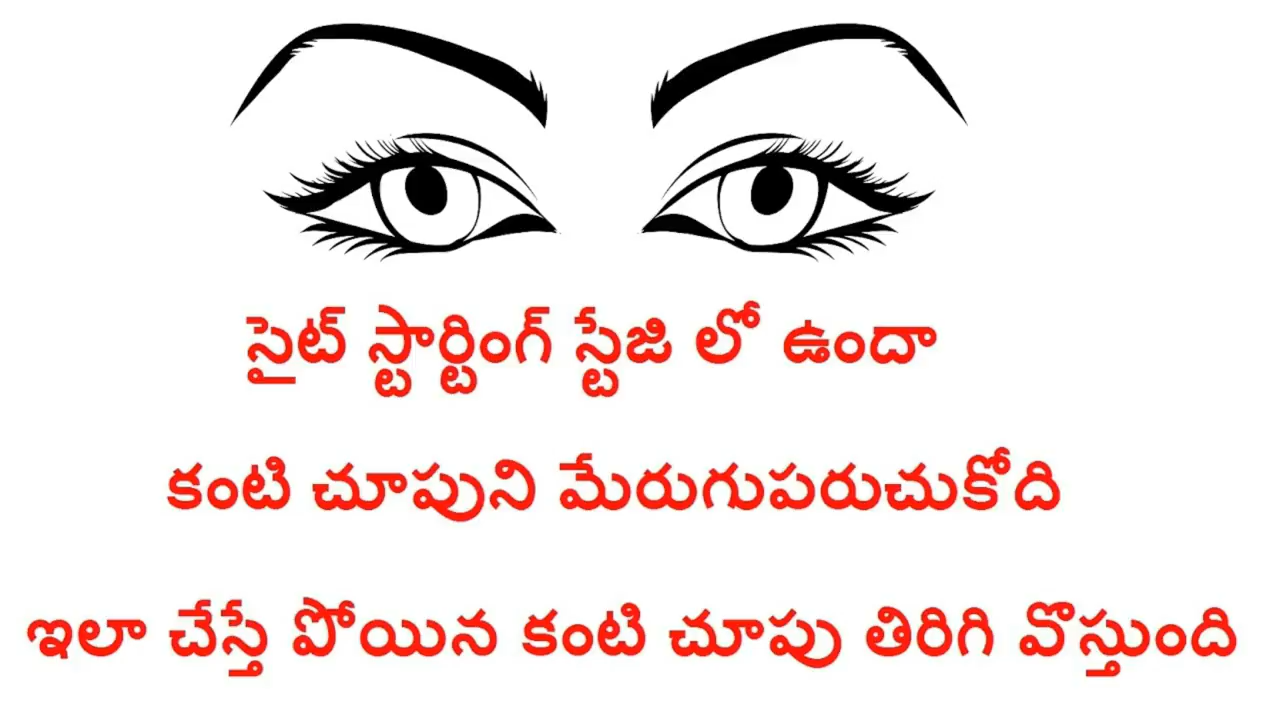 సైట్ స్టార్టింగ్ స్టేజి లో ఉందా
కంటి చూపుని మేరుగుపరుచుకోది
ఇలా చేస్తే పోయిన కంటి చూపు తిరిగి వొస్తుంది